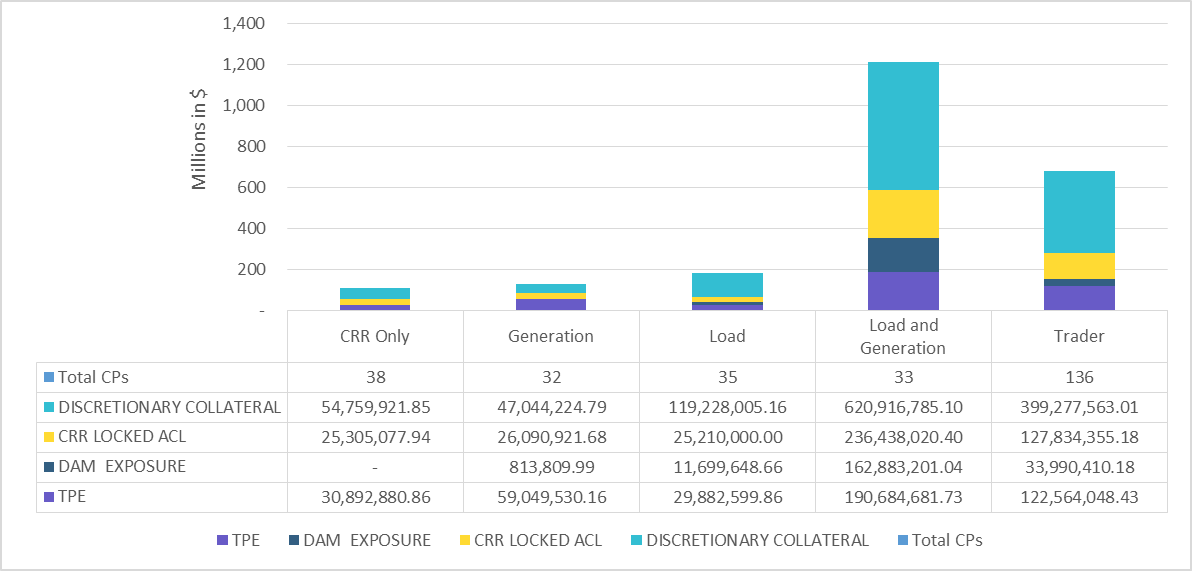 1,400
1,200
1,000
800
600
400
200
-
Millions in $
CRR Only Generation Load Load and Generation Trader
Total CPs 38 32 35 33 136
DISCRETIONARY COLLATERAL 54,759,921.85 47,044,224.79 119,228,005.16 620,916,785.10 399,277,563.01
CRR LOCKED ACL 25,305,077.94 26,090,921.68 25,210,000.00 236,438,020.40 127,834,355.18
DAM EXPOSURE - 813,809.99 11,699,648.66 162,883,201.04 33,990,410.18
TPE 30,892,880.86 59,049,530.16 29,882,599.86 190,684,681.73 122,564,048.43
TPE DAM EXPOSURE CRR LOCKED ACL DISCRETIONARY COLLATERAL Total CPs